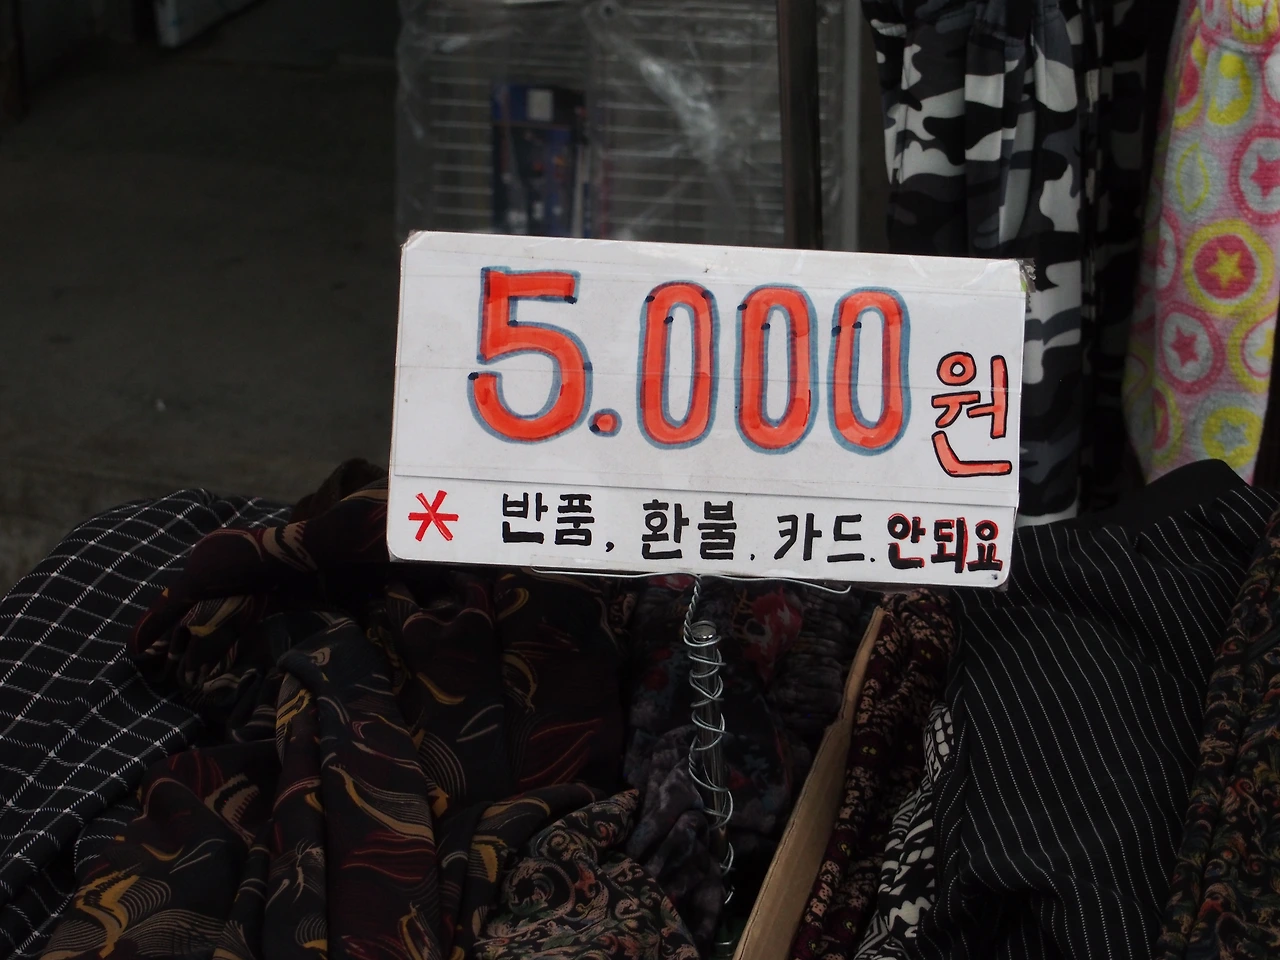 5.000원
* 반품, 환불. 카드. 안되요